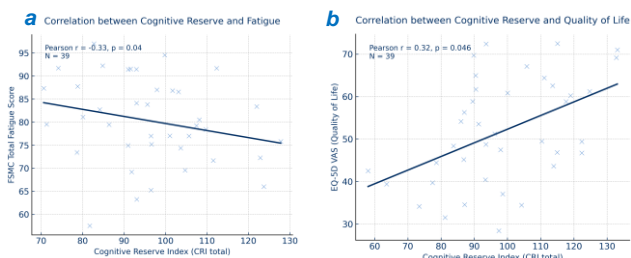 a Correlation between Cognitive Reserve and Fatigue
Pearson r = -0.33, p = 0.04
N = 39
FSMC Total Fatigue Score
95
90
85
80
75
70
65
60
70 80 90 100 110 120 130
Cognitive Reserve Index (CRI total)
b Correlation between Cognitive Reserve and Quality of Life
Pearson r = 0.32, p = 0.046
N = 39
EQ-5D VAS (Quality of Life)
70
60
50
40
30
60 70 80 90 100 110 120 130
Cognitive Reserve Index (CRI total)